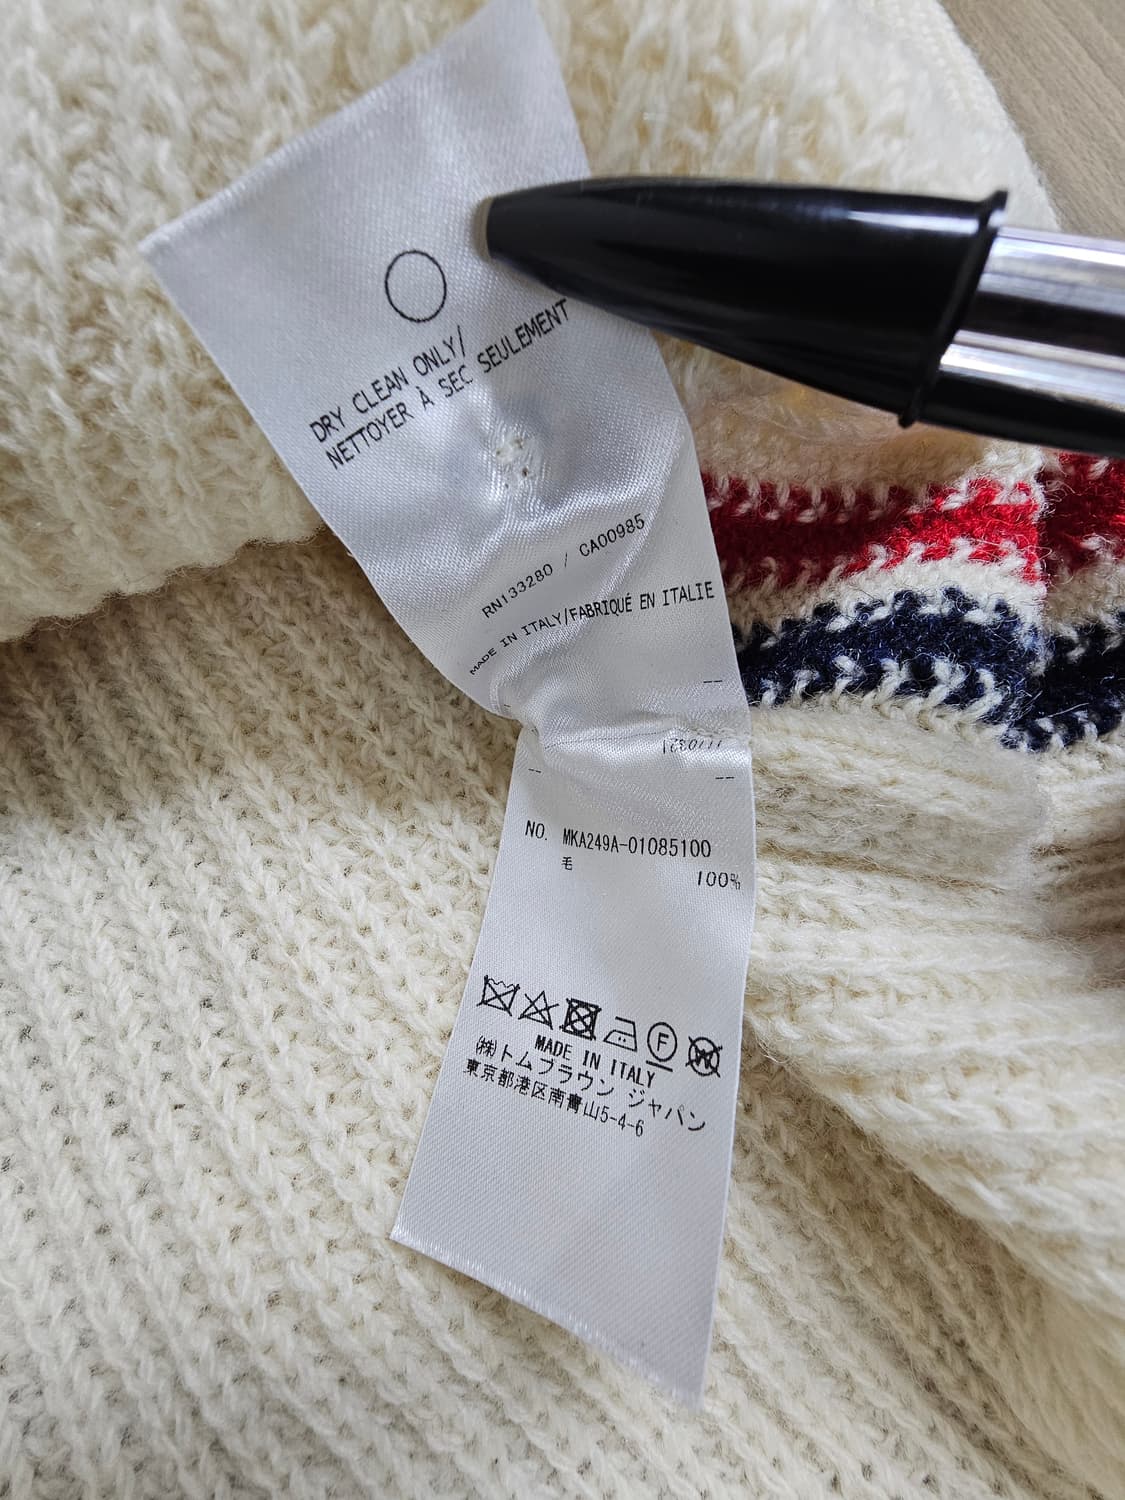 DRY CLEAN ONLY/
NETTOYER À SEC SEULEMENT
RN133280 / CA00985
MADE IN ITALY/FABRIQUÉ EN ITALIE
NO. MKA249A-01085100
毛 100%
F W
MADE IN ITALY
(株)トムブラウン ジャパン
東京都港区南青山5-4-6